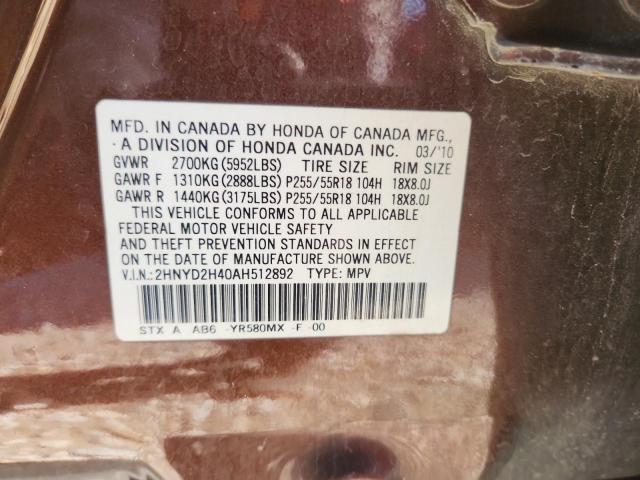 MFD. IN CANADA BY HONDA OF CANADA MFG.,
A DIVISION OF HONDA CANADA INC. 03/'10
GVWR 2700KG(5952LBS) TIRE SIZE RIM SIZE
GAWR F 1310KG(2888LBS) P255/55R18 104H 18X8.0J
GAWR R 1440KG(3175LBS) P255/55R18 104H 18X8.0J
THIS VEHICLE CONFORMS TO ALL APPLICABLE
FEDERAL MOTOR VEHICLE SAFETY
AND THEFT PREVENTION STANDARDS IN EFFECT
ON THE DATE OF MANUFACTURE SHOWN ABOVE.
V.I.N.:2HNYD2H40AH512892 TYPE: MPV
STX A AB6 -YR580MX -F -00